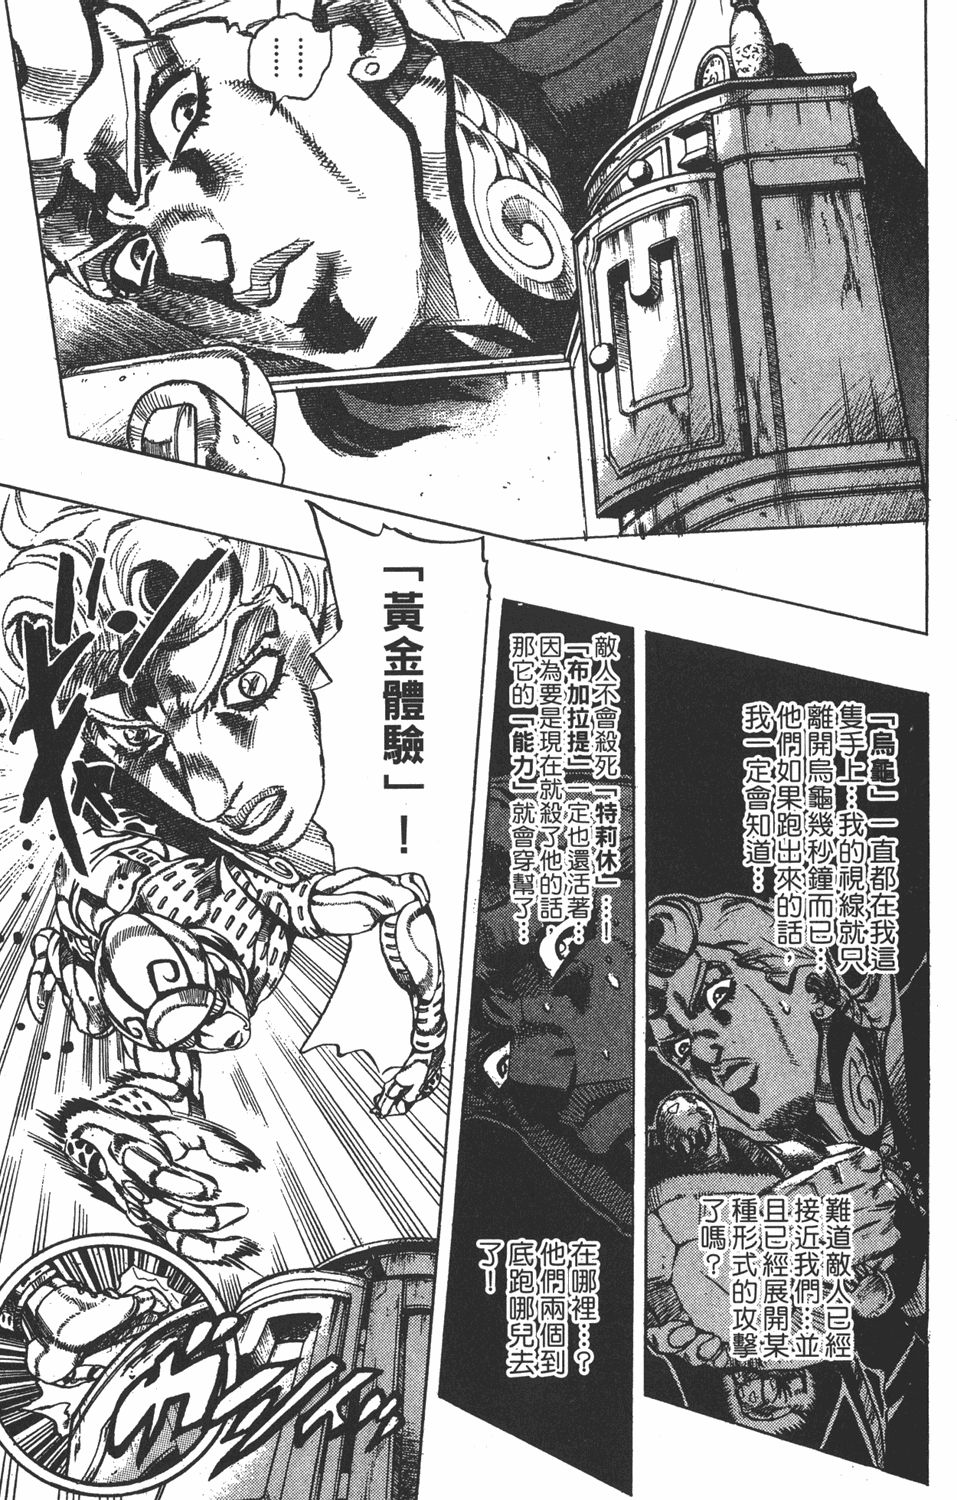 ……
……
「烏龜」一直都在我這
隻手上…我的視線就只
離開烏龜幾秒鐘而已…
他們如果跑出來的話，
我一定會知道…
難道敵人已經
接近我們…並
且已經展開某
種形式的攻擊
了嗎？
敵人不會殺死「特莉休」…！
「布加拉提」一定也還活著…
因為要是現在就殺了他的話…
那它的「能力」就會穿幫了…
在哪裡…？
他們兩個到
底跑哪兒去
了！
「黃金體驗」！
ガシィッ